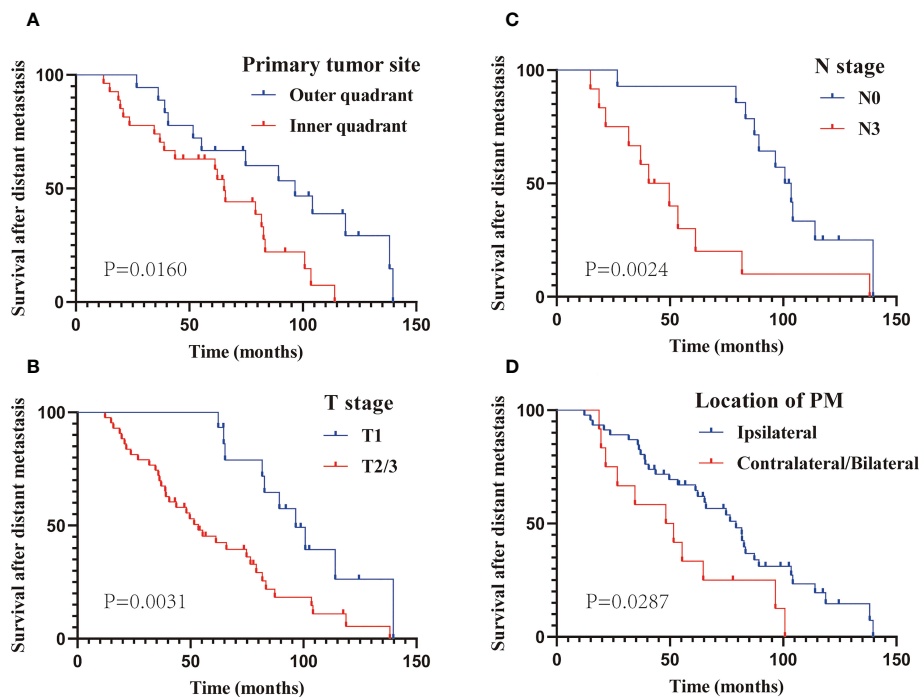 A
Primary tumor site
Outer quadrant
Inner quadrant
Survival after distant metastasis
100
50
0
P=0.0160
0 50 100 150
Time (months)
B
T stage
T1
T2/3
Survival after distant metastasis
100
50
0
P=0.0031
0 50 100 150
Time (months)
C
N stage
N0
N3
Survival after distant metastasis
100
50
0
P=0.0024
0 50 100 150
Time (months)
D
Location of PM
Ipsilateral
Contralateral/Bilateral
Survival after distant metastasis
100
50
0
P=0.0287
0 50 100 150
Time (months)